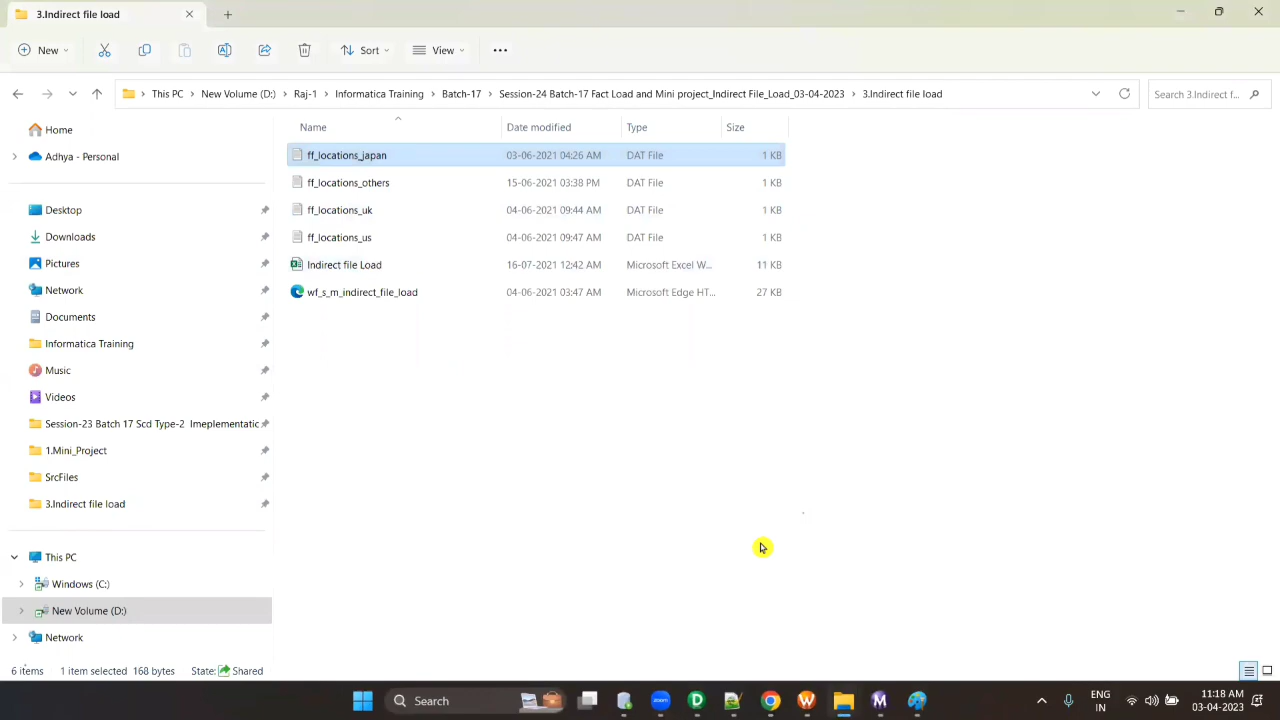 3.Indirect file load
New
Sort
View
This PC
New Volume (D:)
Raj-1
Informatica Training
Batch-17
Session-24 Batch-17 Fact Load and Mini project_Indirect File_Load_03-04-2023
3.Indirect file load
Search 3.Indirect f...
Name
Date modified
Type
Size
ff_locations_japan
03-06-2021 04:26 AM
DAT File
1 KB
ff_locations_others
15-06-2021 03:38 PM
DAT File
1 KB
ff_locations_uk
04-06-2021 09:44 AM
DAT File
1 KB
ff_locations_us
04-06-2021 09:47 AM
DAT File
1 KB
Indirect file Load
16-07-2021 12:42 AM
Microsoft Excel W...
11 KB
wf_s_m_indirect_file_load
04-06-2021 03:47 AM
Microsoft Edge HT...
27 KB
Home
Adhya - Personal
Desktop
Downloads
Pictures
Network
Documents
Informatica Training
Music
Videos
Session-23 Batch 17 Scd Type-2 Imeplementatic
1.Mini_Project
SrcFiles
3.Indirect file load
This PC
Windows (C:)
New Volume (D:)
Network
6 items
1 item selected 168 bytes
State: Shared
Search
zoom
D
W
M
ENG
IN
11:18 AM
03-04-2023